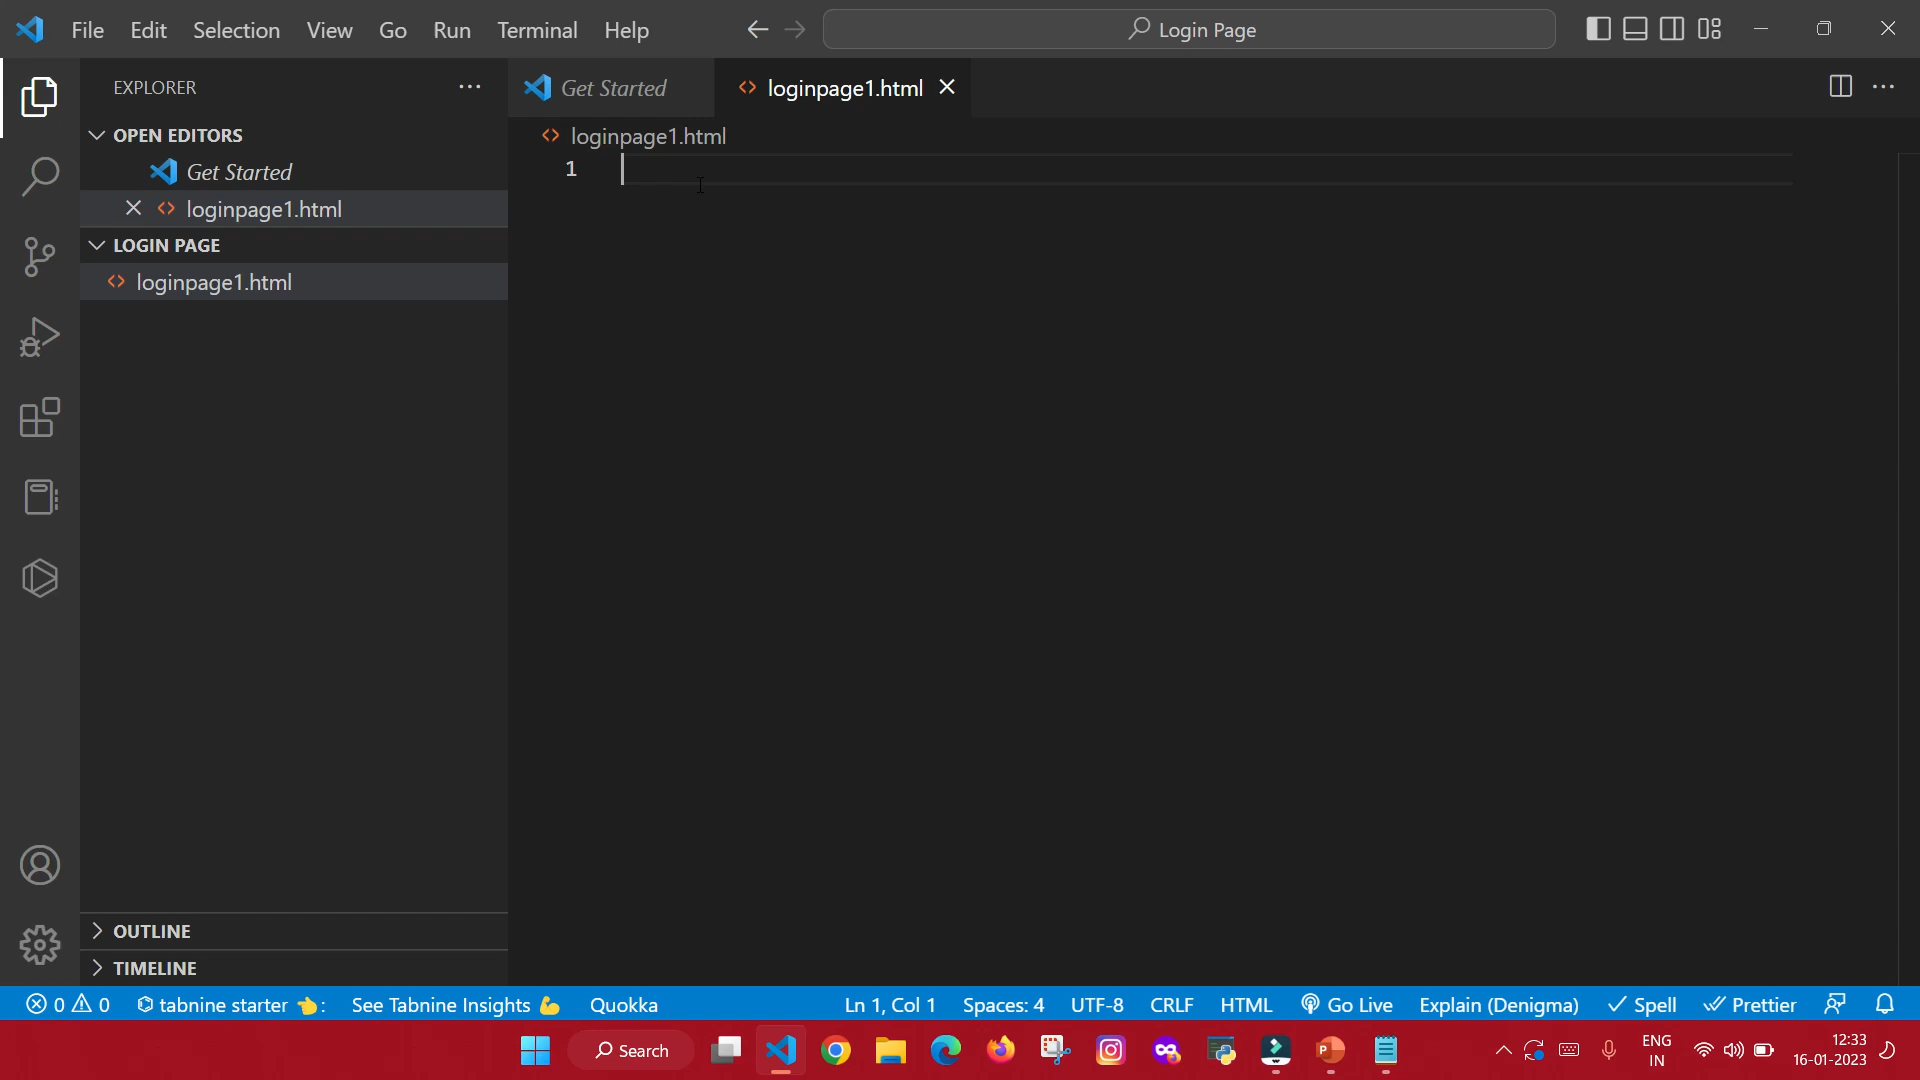 File Edit Selection View Go Run Terminal Help
Login Page
EXPLORER
OPEN EDITORS
Get Started
loginpage1.html
LOGIN PAGE
loginpage1.html
OUTLINE
TIMELINE
Get Started
loginpage1.html
loginpage1.html
1
0 0 tabnine starter : See Tabnine Insights Quokka Ln 1, Col 1 Spaces: 4 UTF-8 CRLF HTML Go Live Explain (Denigma) Spell Prettier
Search
ENG
IN
12:33
16-01-2023